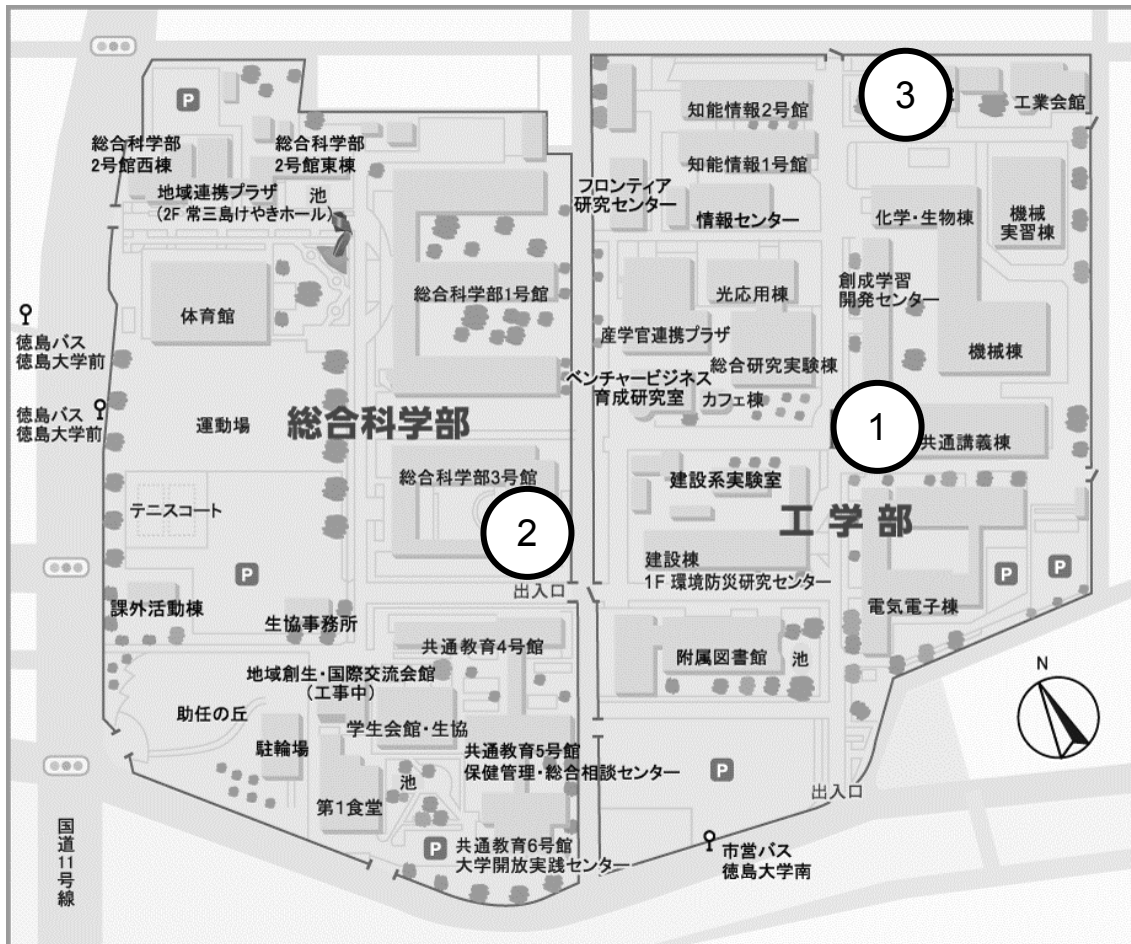 P
総合科学部
2号館西棟
総合科学部
2号館東棟
地域連携プラザ
(2F 常三島けやきホール)
池
体育館
総合科学部1号館
徳島バス
徳島大学前
徳島バス
徳島大学前
運動場
総合科学部
総合科学部3号館
テニスコート
2
P
出入口
課外活動棟
生協事務所
共通教育4号館
地域創生・国際交流会館
(工事中)
助任の丘
学生会館・生協
駐輪場
共通教育5号館
保健管理・総合相談センター
池
第1食堂
P
共通教育6号館
大学開放実践センター
国道11号線
知能情報2号館
3
工業会館
知能情報1号館
フロンティア
研究センター
情報センター
化学・生物棟
機械
実習棟
光応用棟
創成学習
開発センター
産学官連携プラザ
総合研究実験棟
機械棟
ベンチャービジネス
育成研究室
カフェ棟
1
共通講義棟
建設系実験室
工学部
建設棟
1F 環境防災研究センター
P
P
電気電子棟
附属図書館
池
N
P
出入口
市営バス
徳島大学南